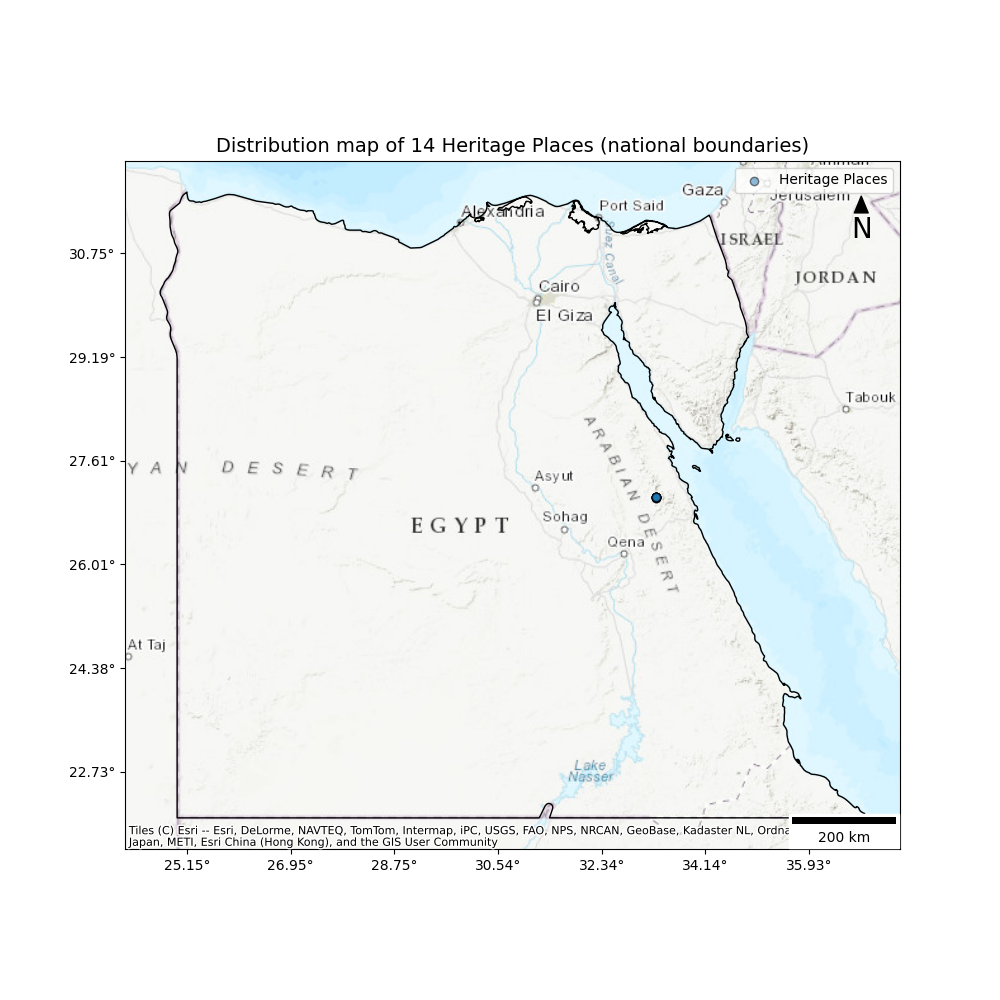 Distribution map of 14 Heritage Places (national boundaries)
Heritage Places
Gaza
Jerusalem
Alexandria
Port Said
N
ISRAEL
30.75°
Suez Canal
JORDAN
Cairo
El Giza
29.19°
Tabouk
ARABIAN DESERT
27.61°
YAN DESERT
Asyut
Sohag
EGYPT
Qena
26.01°
At Taj
24.38°
22.73°
Lake
Nasser
Tiles (C) Esri -- Esri, DeLorme, NAVTEQ, TomTom, Intermap, iPC, USGS, FAO, NPS, NRCAN, GeoBase, Kadaster NL, Ordna
Japan, METI, Esri China (Hong Kong), and the GIS User Community
200 km
25.15° 26.95° 28.75° 30.54° 32.34° 34.14° 35.93°